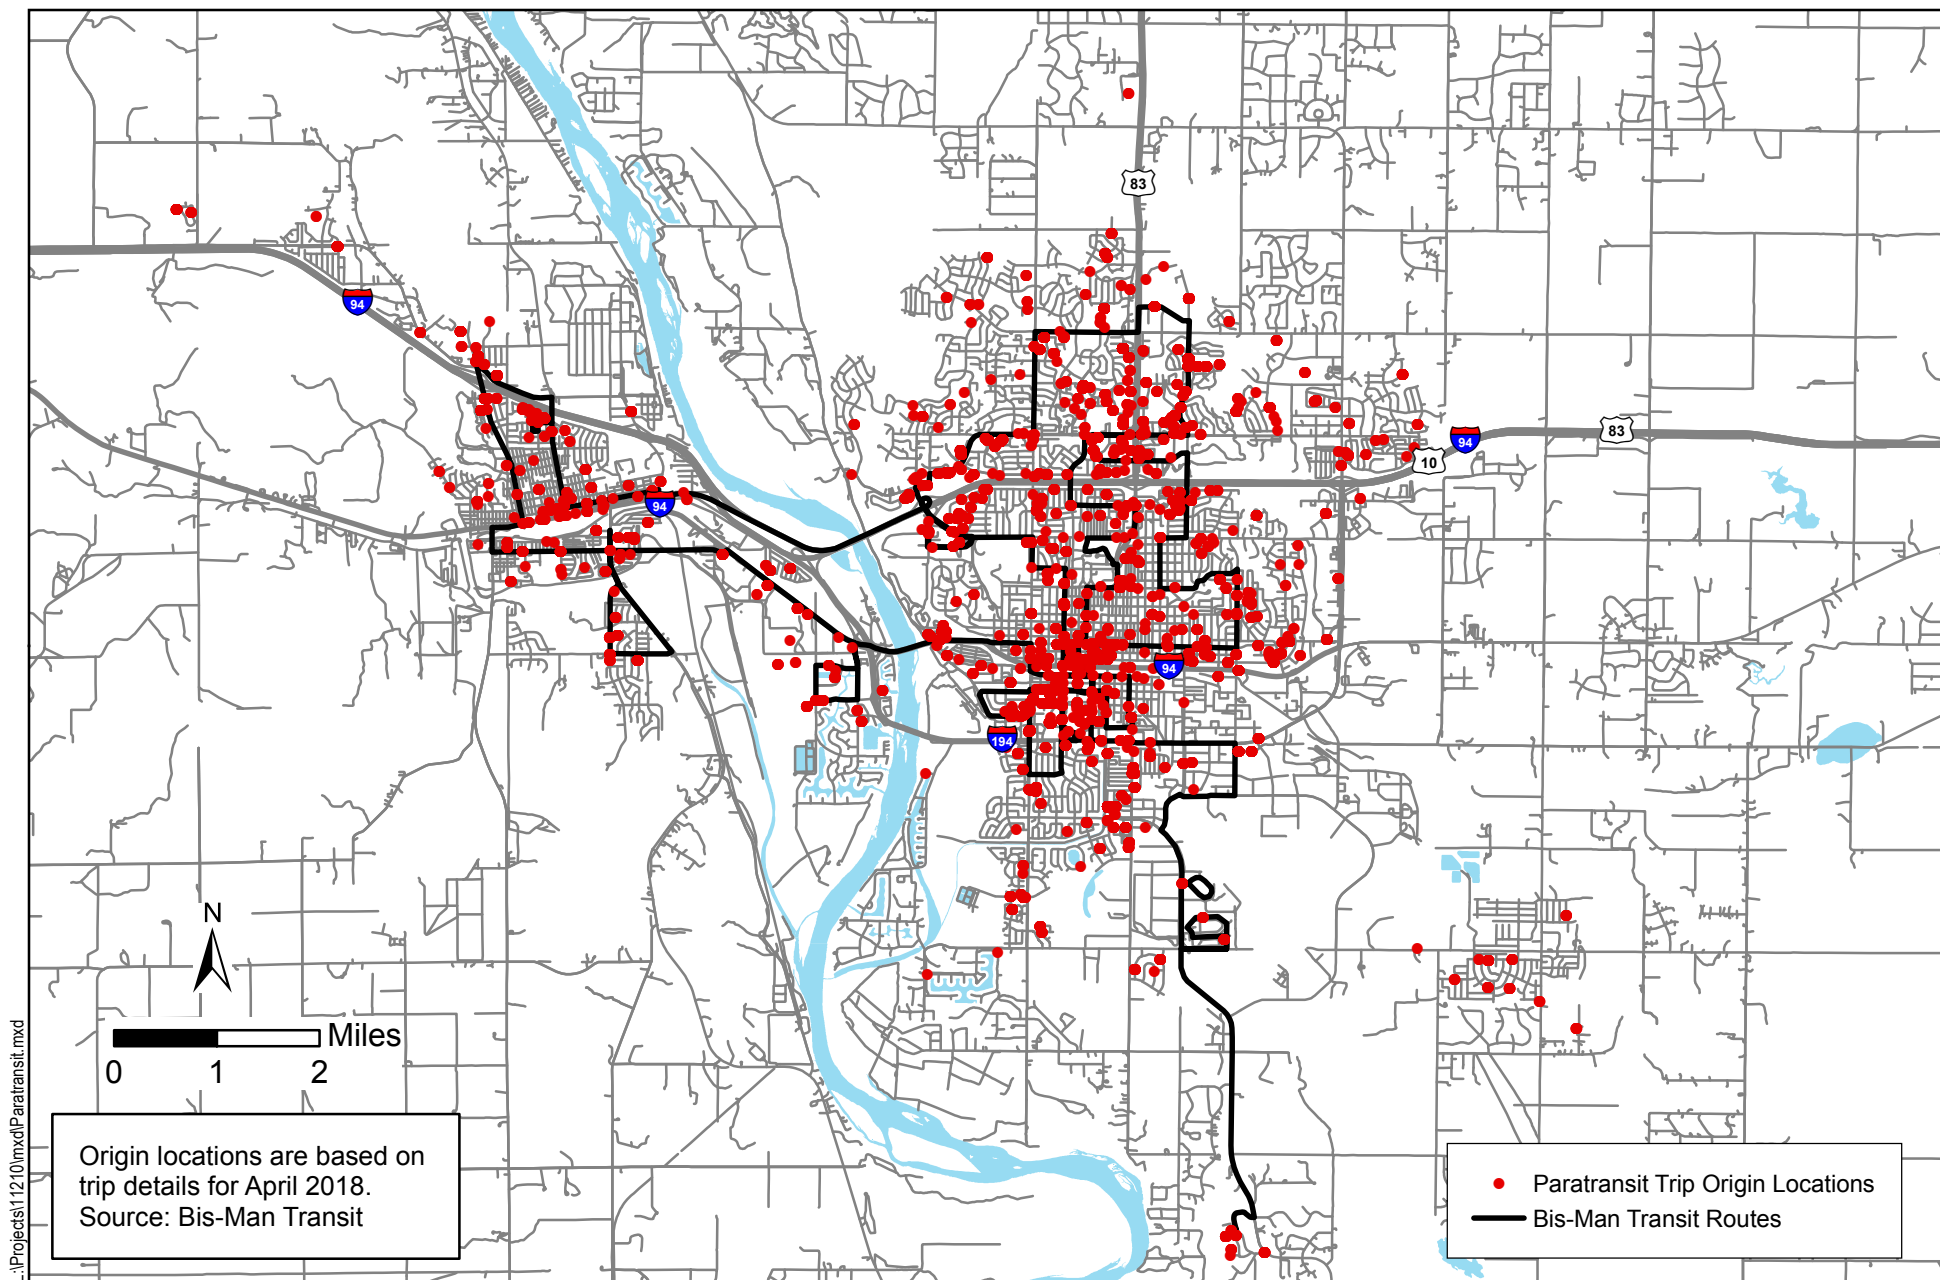 83
94
94
83
10
94
94
194
N
Miles
0 1 2
Origin locations are based on
trip details for April 2018.
Source: Bis-Man Transit
Paratransit Trip Origin Locations
Bis-Man Transit Routes
L:\Projects\11210\mxd\Paratransit.mxd